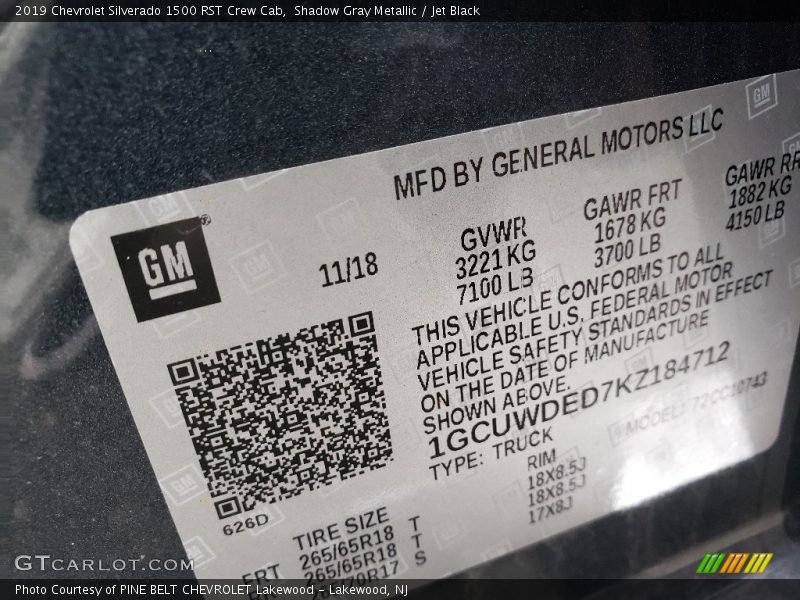 2019 Chevrolet Silverado 1500 RST Crew Cab,  Shadow Gray Metallic / Jet Black
MFD BY GENERAL MOTORS LLC
GM®
11/18
GVWR
3221 KG
7100 LB
GAWR FRT
1678 KG
3700 LB
GAWR RR
1882 KG
4150 LB
THIS VEHICLE CONFORMS TO ALL
APPLICABLE U.S. FEDERAL MOTOR
VEHICLE SAFETY STANDARDS IN EFFECT
ON THE DATE OF MANUFACTURE
SHOWN ABOVE.
1GCUWDED7KZ184712
TYPE: TRUCK
MODEL: 72CC10743
626D
TIRE SIZE
RIM
FRT 265/65R18 T 18X8.5J
265/65R18 T 18X8.5J
70R17 S 17X8J
GTCARLOT.COM
Photo Courtesy of PINE BELT CHEVROLET Lakewood - Lakewood, NJ